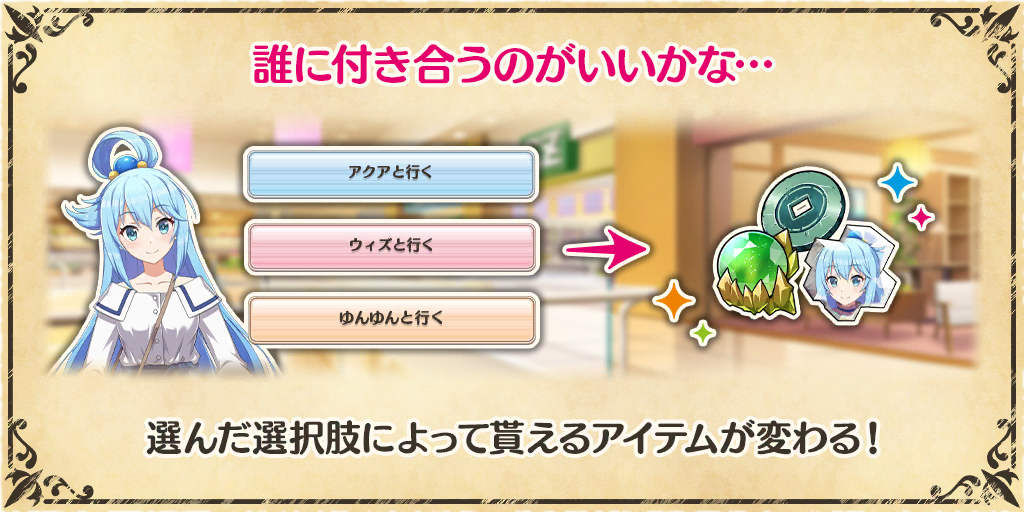 誰に付き合うのがいいかな…
アクアと行く
ウィズと行く
ゆんゆんと行く
選んだ選択肢によって貰えるアイテムが変わる！